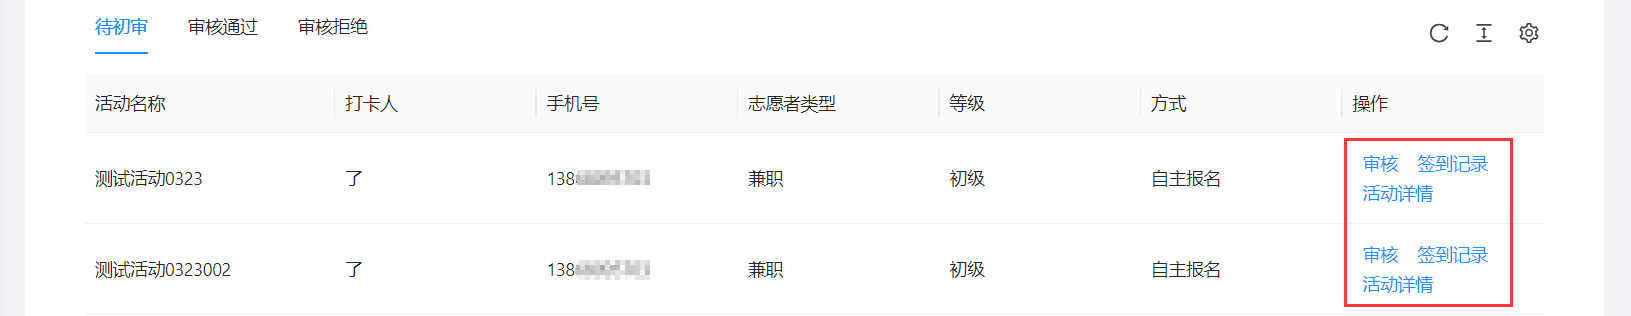 待初审 审核通过 审核拒绝
活动名称 打卡人 手机号 志愿者类型 等级 方式 操作
测试活动0323 了 138 兼职 初级 自主报名 审核 签到记录
活动详情
测试活动0323002 了 138 兼职 初级 自主报名 审核 签到记录
活动详情